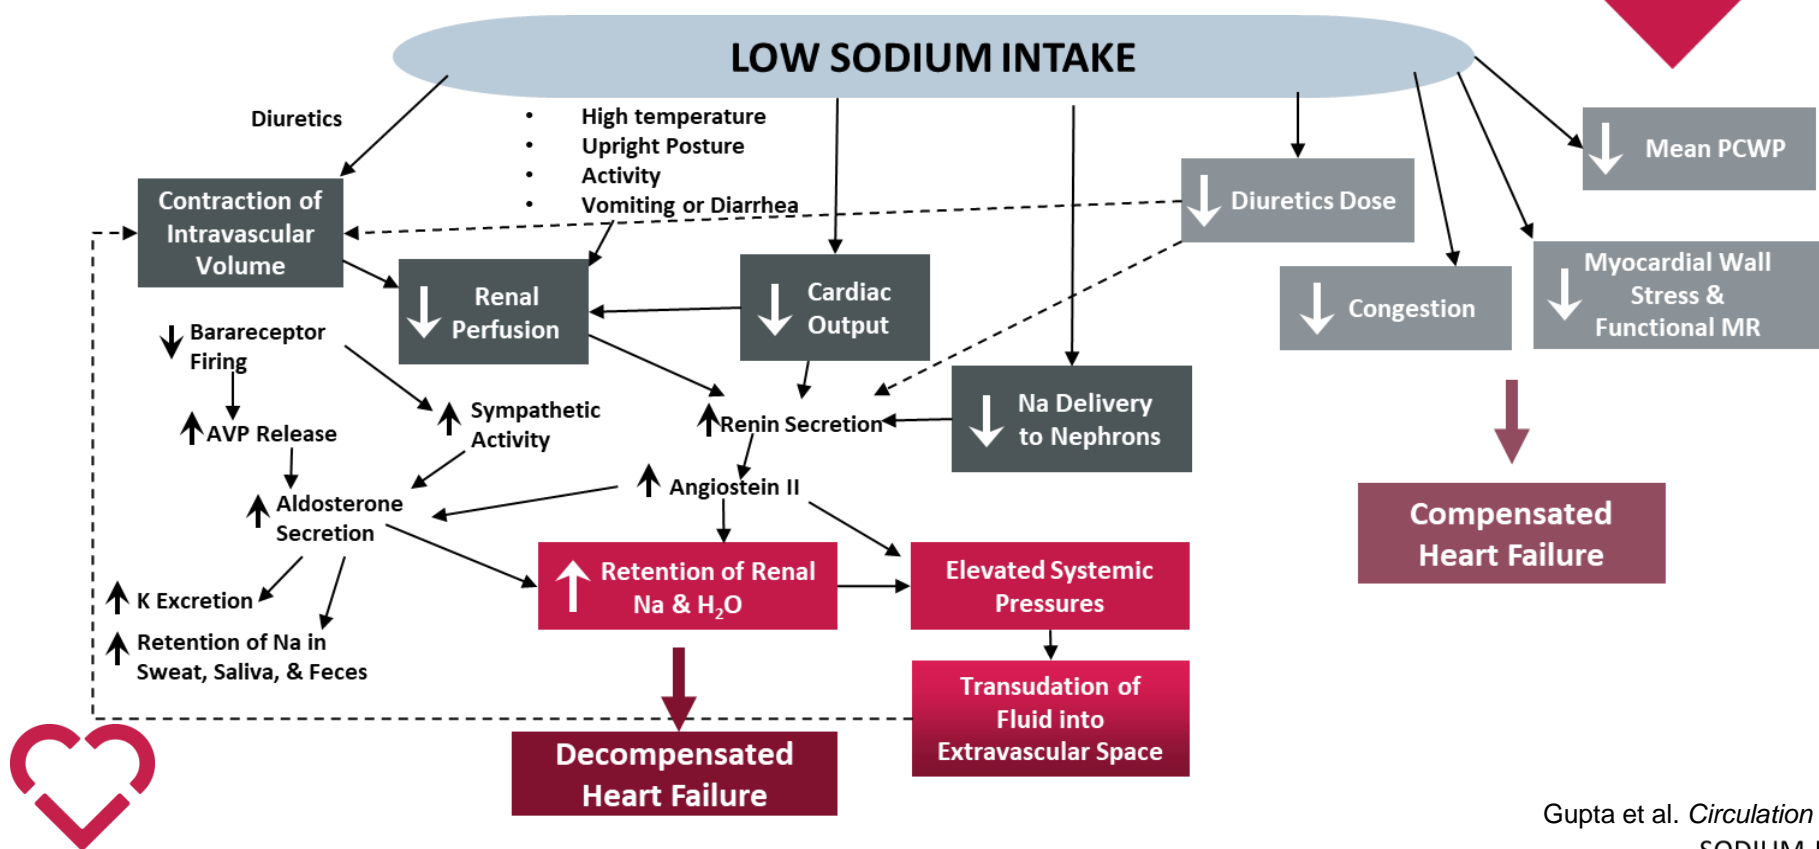 LOW SODIUM INTAKE
Diuretics
• High temperature
• Upright Posture
• Activity
• Vomiting or Diarrhea
Mean PCWP
Diuretics Dose
Contraction of
Intravascular
Volume
Renal
Perfusion
Cardiac
Output
Congestion
Myocardial Wall
Stress &
Functional MR
Barareceptor
Firing
Sympathetic
Activity
AVP Release
Renin Secretion
Na Delivery
to Nephrons
Angiostein II
Aldosterone
Secretion
Compensated
Heart Failure
K Excretion
Retention of Na in
Sweat, Saliva, & Feces
Retention of Renal
Na & H₂O
Elevated Systemic
Pressures
Transudation of
Fluid into
Extravascular Space
Decompensated
Heart Failure
Gupta et al. Circulation